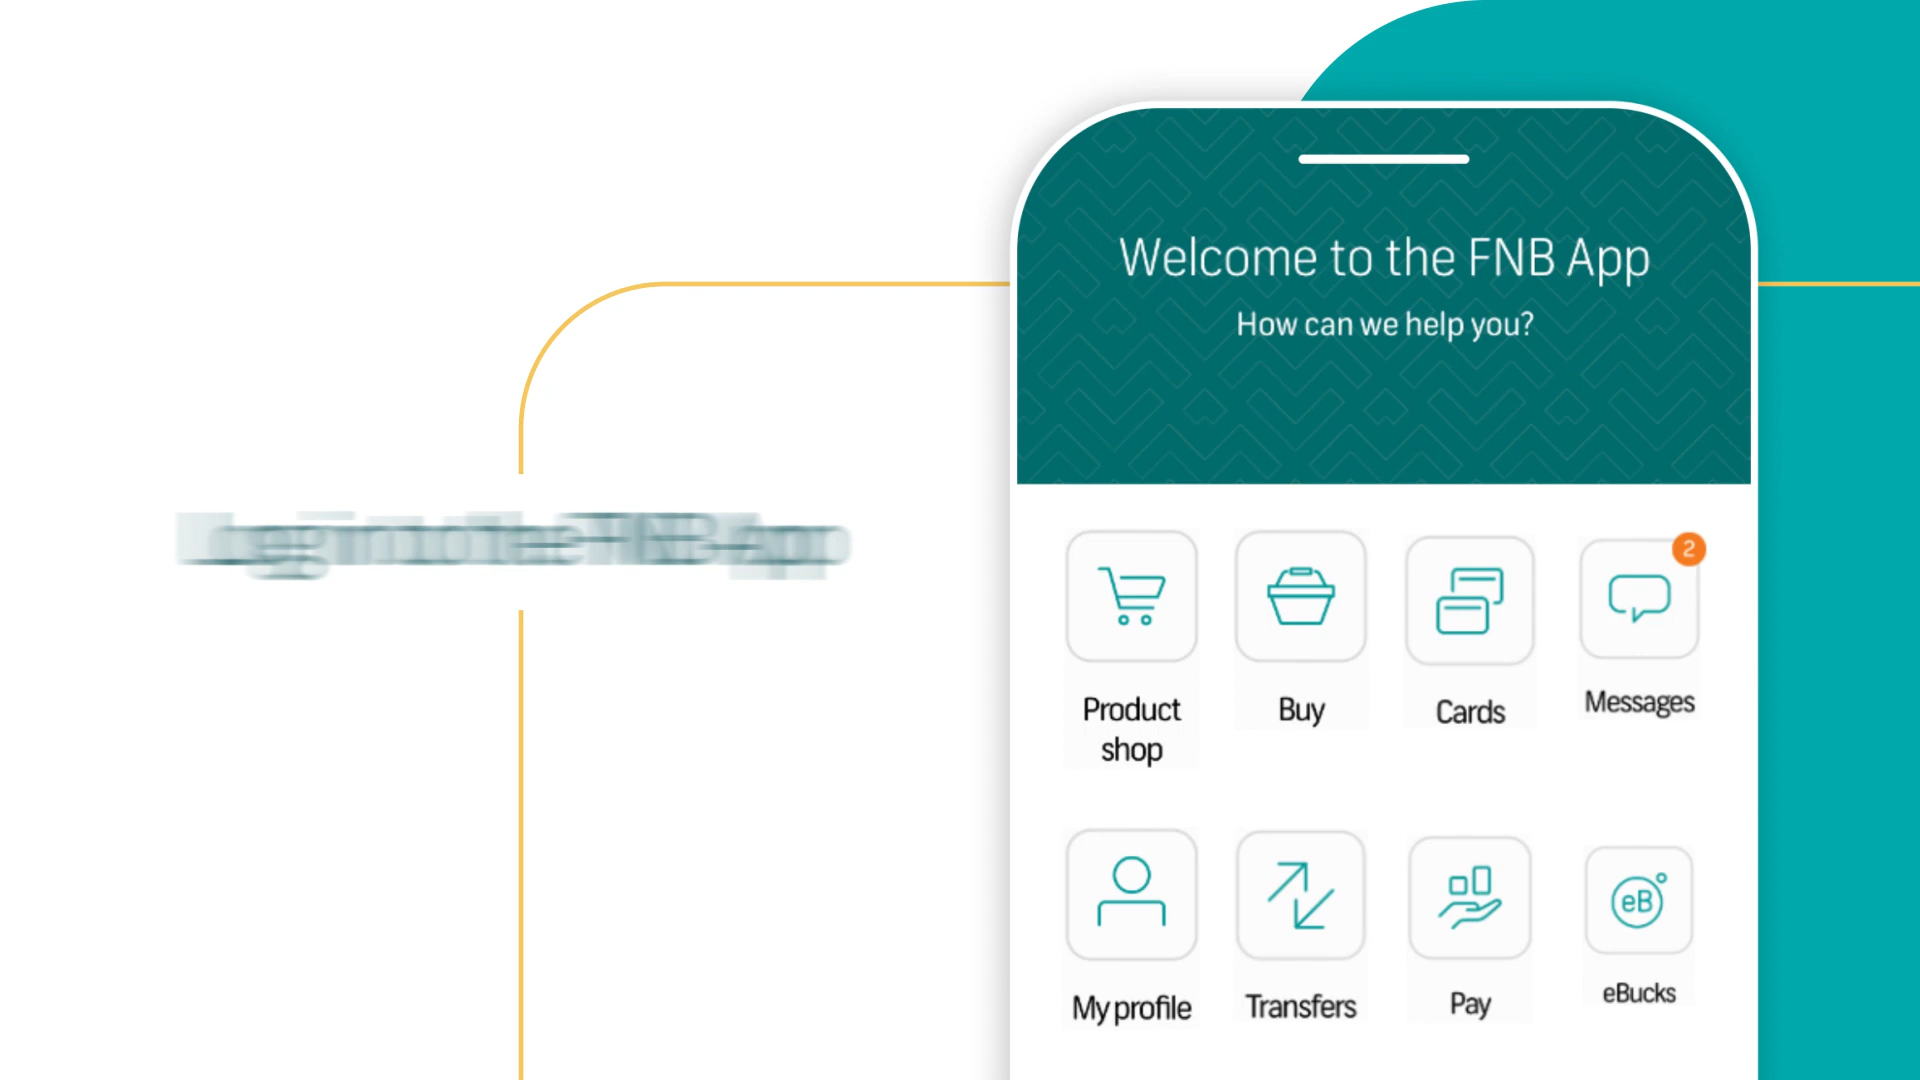 Welcome to the FNB App
How can we help you?
2
Product
shop
Buy
Cards
Messages
eB
My profile
Transfers
Pay
eBucks